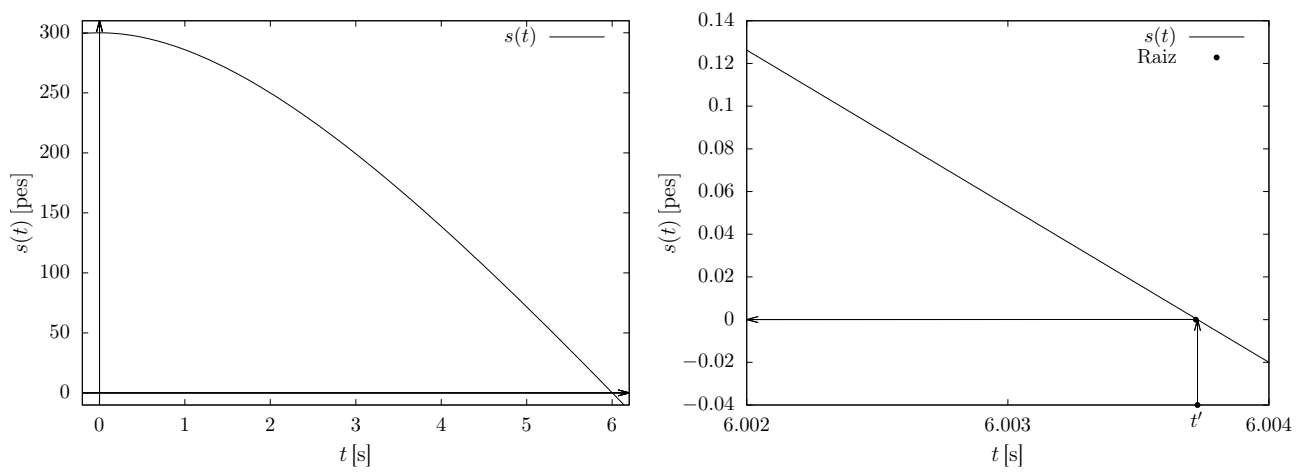 300
250
200
150
100
50
0
s(t) [pes]
0 1 2 3 4 5 6
t [s]
s(t)
0.14
0.12
0.1
0.08
0.06
0.04
0.02
0
−0.02
−0.04
s(t) [pes]
6.002 6.003 t′ 6.004
t [s]
s(t)
Raiz